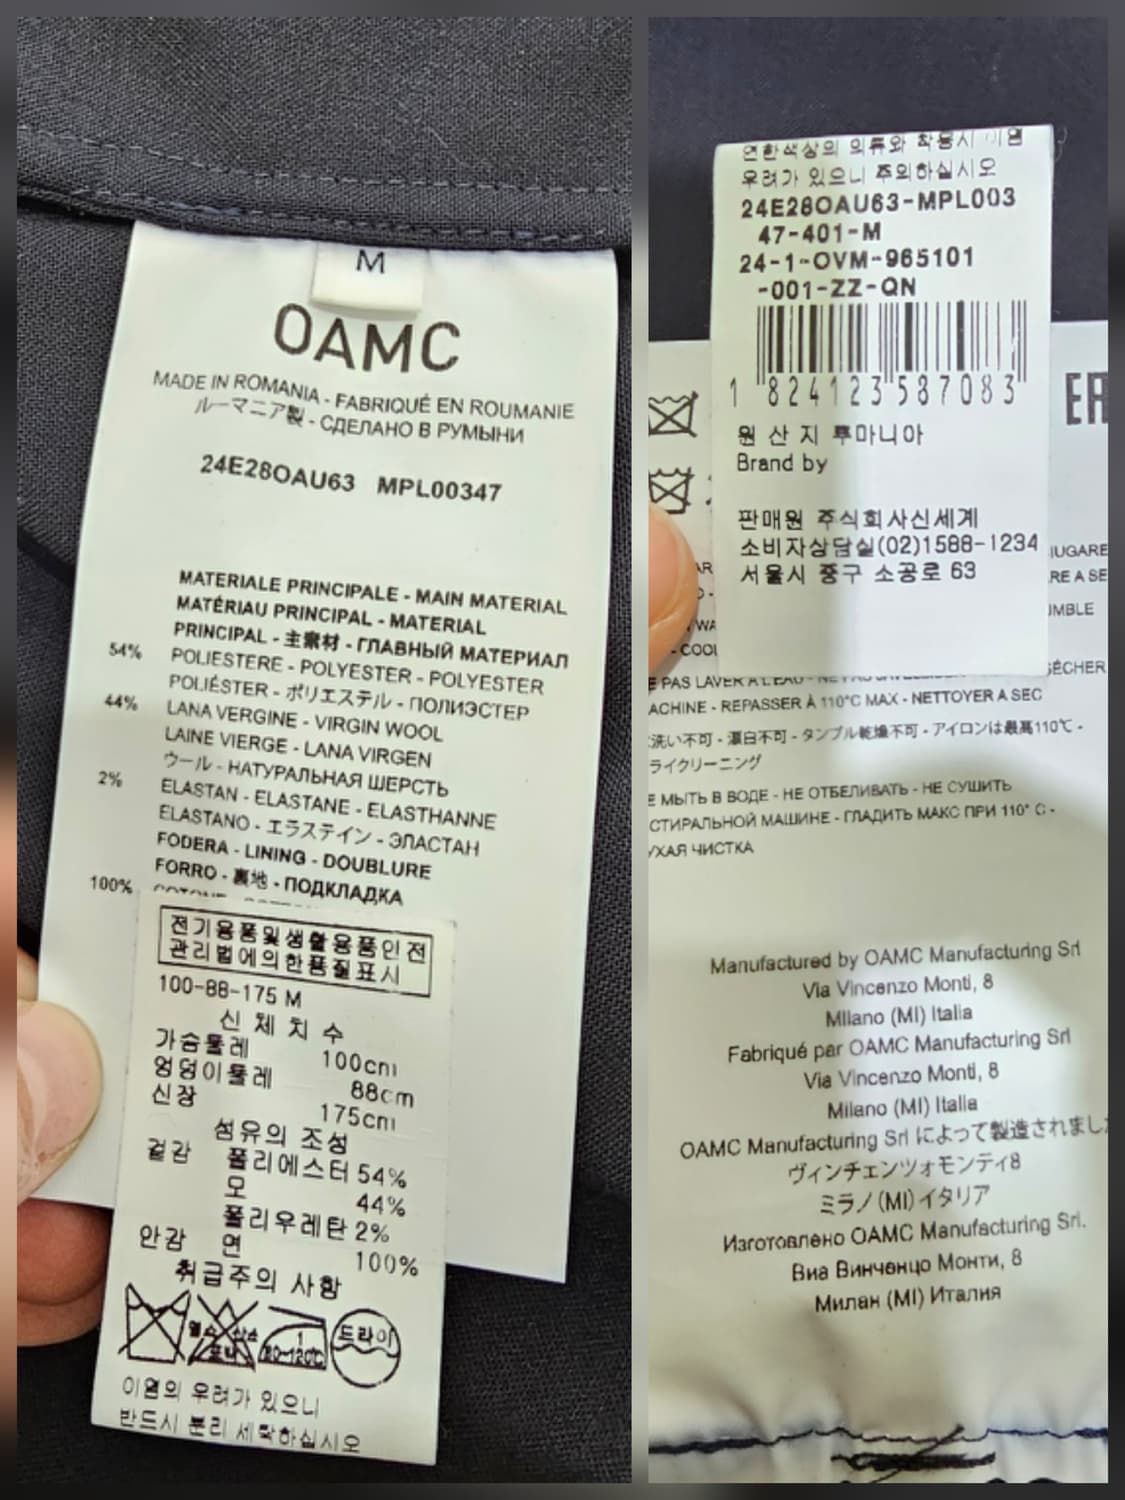 M
OAMC
MADE IN ROMANIA - FABRIQUÉ EN ROUMANIE
ルーマニア製 - СДЕЛАНО В РУМЫНИ
24E28OAU63 MPL00347
MATERIALE PRINCIPALE - MAIN MATERIAL
MATÉRIAU PRINCIPAL - MATERIAL
PRINCIPAL - 主素材 - ГЛАВНЫЙ МАТЕРИАЛ
54% POLIESTERE - POLYESTER - POLYESTER
POLIÉSTER - ポリエステル - ПОЛИЭСТЕР
44% LANA VERGINE - VIRGIN WOOL
LAINE VIERGE - LANA VIRGEN
ウール - НАТУРАЛЬНАЯ ШЕРСТЬ
2% ELASTAN - ELASTANE - ELASTHANNE
ELASTANO - エラステイン - ЭЛАСТАН
FODERA - LINING - DOUBLURE
FORRO - 裏地 - ПОДКЛАДКА
100%
전기용품및생활용품안전
관리법에의한품질표시
100-88-175 M
신체치수
가슴둘레 100cm
엉덩이둘레 88cm
신장 175cm
섬유의 조성
겉감 폴리에스터 54%
모 44%
폴리우레탄 2%
안감 면 100%
취급주의 사항
드라이
80~120℃
이염의 우려가 있으니
반드시 분리 세탁하십시오
연한색상의 의류와 착용시 이염
우려가 있으니 주의하십시오
24E28OAU63-MPL003
47-401-M
24-1-OVM-965101
-001-ZZ-QN
1 824123 587083
원 산 지 루마니아
Brand by
판매원 주식회사신세계
소비자상담실(02)1588-1234
서울시 중구 소공로 63
PAS LAVER À L'EAU
REPASSER À 110°C MAX - NETTOYER A SEC
洗い不可 - 漂白不可 - タンブル乾燥不可 - アイロンは最高110℃ -
ライクリーニング
МЫТЬ В ВОДЕ - НЕ ОТБЕЛИВАТЬ - НЕ СУШИТЬ
СТИРАЛЬНОЙ МАШИНЕ - ГЛАДИТЬ МАКС ПРИ 110° C -
ЧИСТКА
Manufactured by OAMC Manufacturing Srl
Via Vincenzo Monti, 8
Milano (MI) Italia
Fabriqué par OAMC Manufacturing Srl
Via Vincenzo Monti, 8
Milano (MI) Italia
OAMC Manufacturing Srl によって製造されました
ヴィンチェンツォモンティ8
ミラノ (MI) イタリア
Изготовлено OAMC Manufacturing Srl.
Виа Винченцо Монти, 8
Милан (MI) Италия